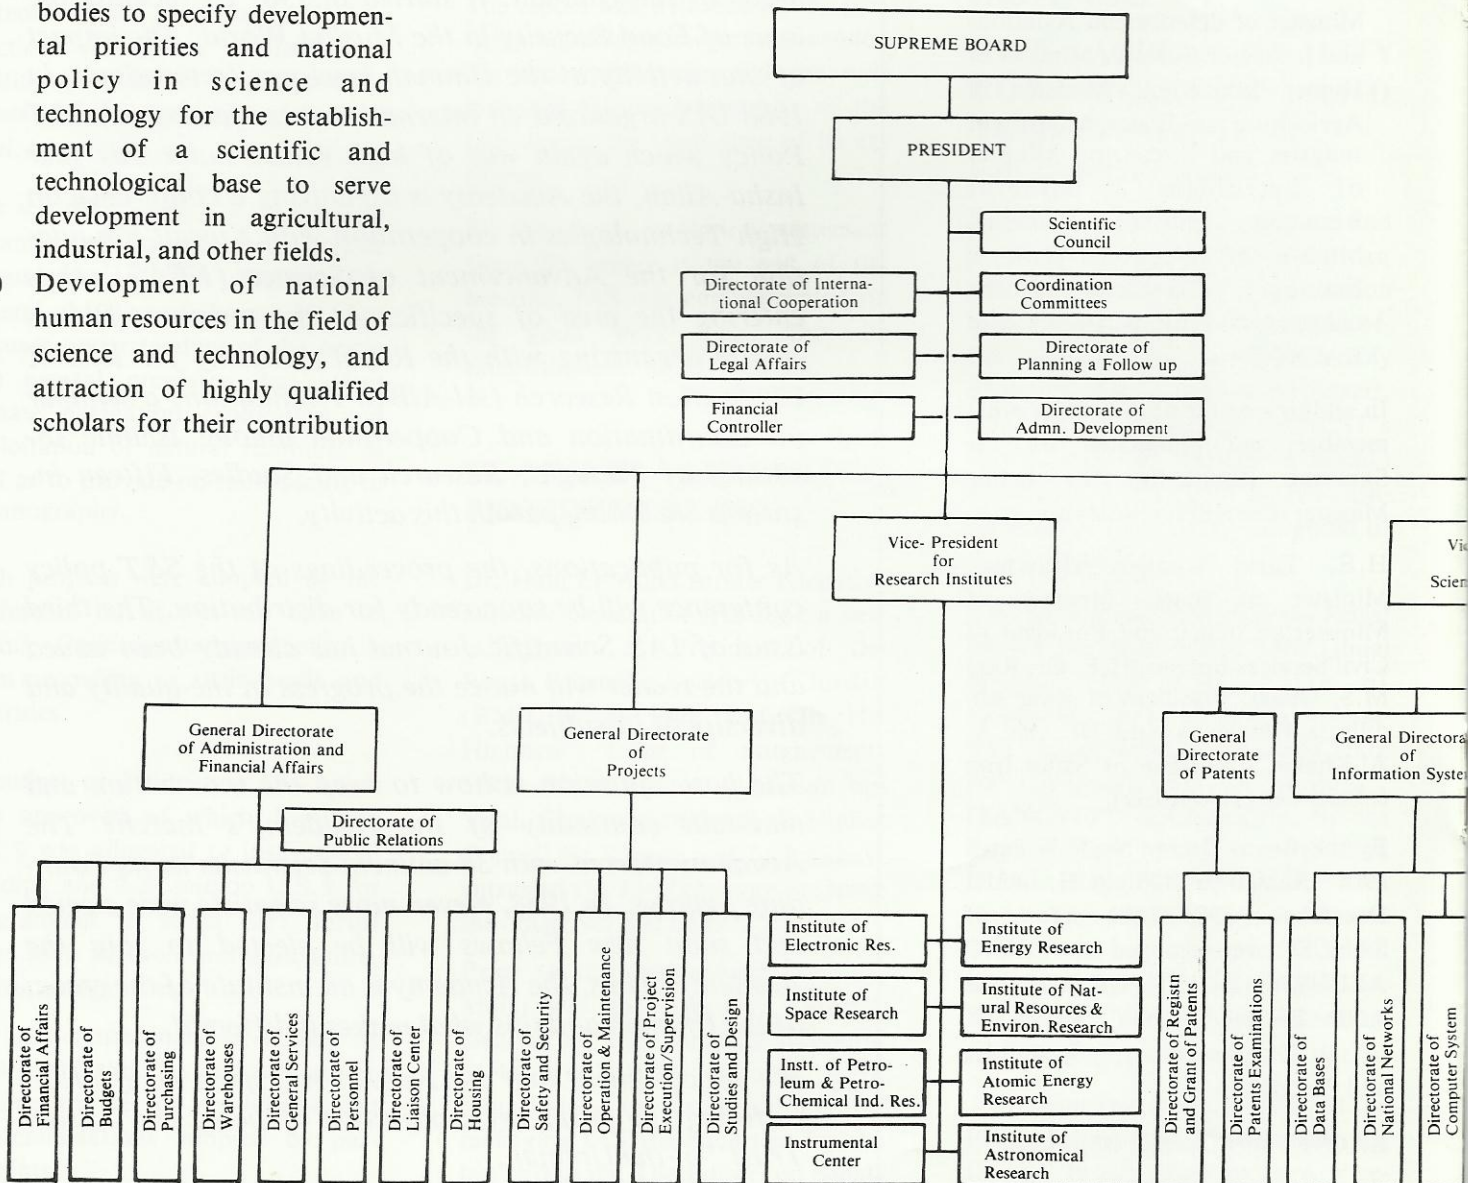 bodies to specify developmen-
tal priorities and national
policy in science and
technology for the establish-
ment of a scientific and
technological base to serve
development in agricultural,
industrial, and other fields.
Development of national
human resources in the field of
science and technology, and
attraction of highly qualified
scholars for their contribution
SUPREME BOARD
PRESIDENT
Scientific
Council
Directorate of Interna-
tional Cooperation
Coordination
Committees
Directorate of
Legal Affairs
Directorate of
Planning a Follow up
Financial
Controller
Directorate of
Admn. Development
Vice- President
for
Research Institutes
General Directorate
of Administration and
Financial Affairs
General Directorate
of
Projects
General
Directorate
of Patents
General Directora
of
Information System
Directorate of
Public Relations
Directorate of
Financial Affairs
Directorate of
Budgets
Directorate of
Purchasing
Directorate of
Warehouses
Directorate of
General Services
Directorate of
Personnel
Directorate of
Liaison Center
Directorate of
Housing
Directorate of
Safety and Security
Directorate of
Operation & Maintenance
Directorate of Project
Execution/Supervision
Directorate of
Studies and Design
Institute of
Electronic Res.
Institute of
Energy Research
Institute of
Space Research
Institute of Nat-
ural Resources &
Environ. Research
Instt. of Petro-
leum & Petro-
Chemical Ind. Res.
Institute of
Atomic Energy
Research
Instrumental
Center
Institute of
Astronomical
Research
Directorate of Registn
and Grant of Patents
Directorate of
Patents Examinations
Directorate of
Data Bases
Directorate of
National Networks
Directorate of
Computer System